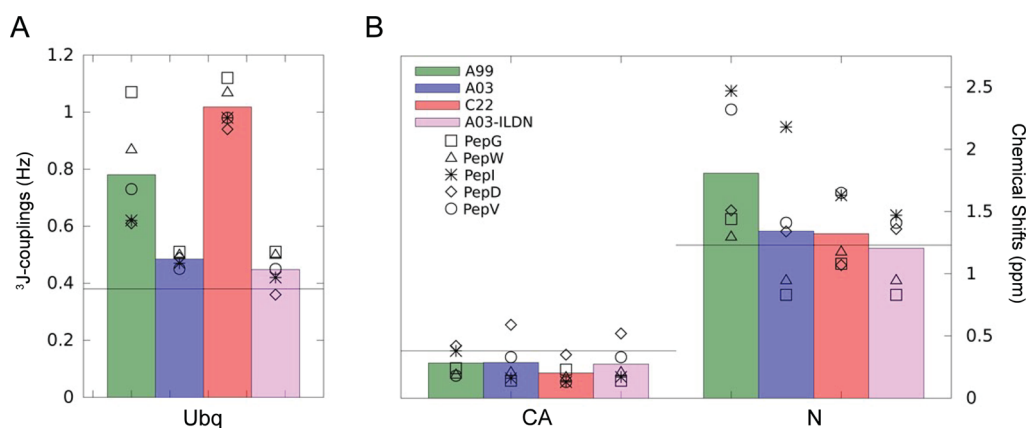 A
B
1.2
1
0.8
0.6
0.4
0.2
0
³J-couplings (Hz)
Ubq
A99
A03
C22
A03-ILDN
PepG
PepW
PepI
PepD
PepV
CA
N
2.5
2
1.5
1
0.5
0
Chemical Shifts (ppm)